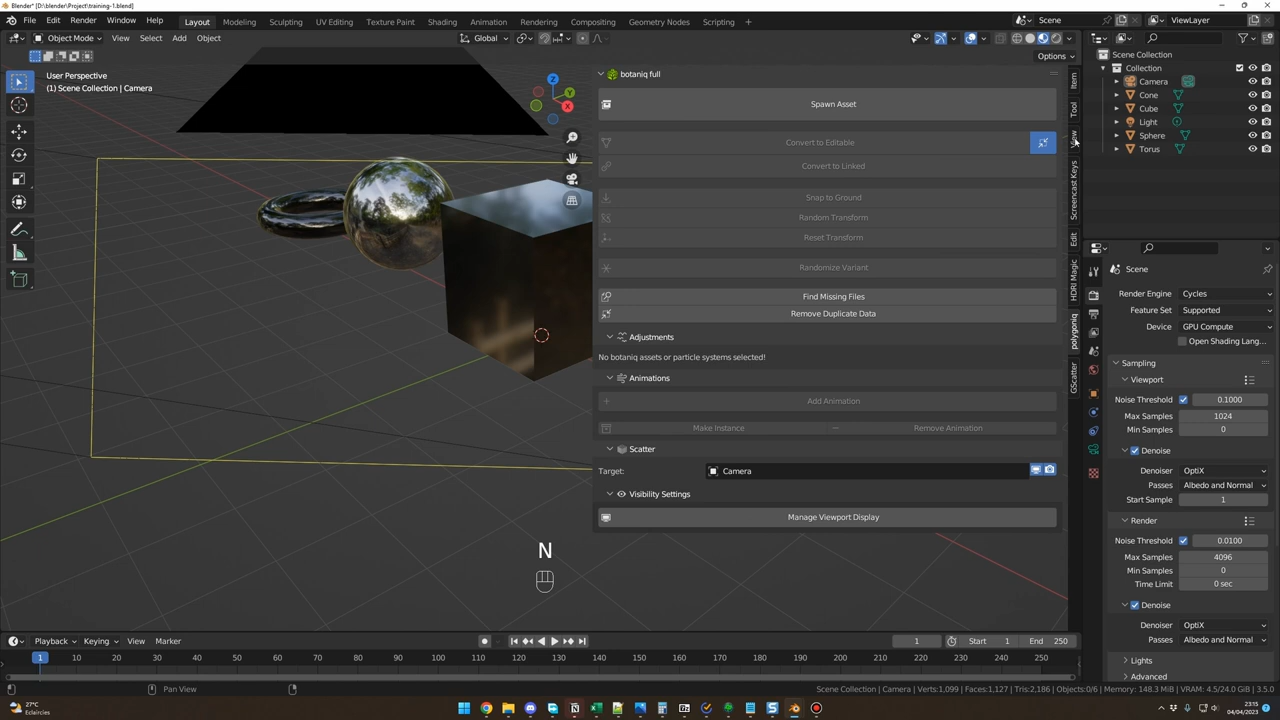 Blender* [D:\blender\Blender\training-1.blend]
File Edit Render Window Help
Layout Modeling Sculpting UV Editing Texture Paint Shading Animation Rendering Compositing Geometry Nodes Scripting +
Scene
ViewLayer
Object Mode View Select Add Object
Global
Options
User Perspective
(1) Scene Collection | Camera
Z
Y
X
botaniq full
Spawn Asset
Convert to Editable
Convert to Linked
Snap to Ground
Random Transform
Reset Transform
Randomize Variant
Find Missing Files
Remove Duplicate Data
Adjustments
No botaniq assets or particle systems selected!
Animations
Add Animation
Make Instance
Remove Animation
Scatter
Target: Camera
Visibility Settings
Manage Viewport Display
N
Item
Tool
View
Screencast Keys
Edit
HDRI Magic
polygoniq
GScatter
Scene Collection
Collection
Camera
Cone
Cube
Light
Sphere
Torus
Scene
Render Engine Cycles
Feature Set Supported
Device GPU Compute
Open Shading Lang...
Sampling
Viewport
Noise Threshold 0.1000
Max Samples 1024
Min Samples 0
Denoise
Denoiser OptiX
Passes Albedo and Normal
Start Sample 1
Render
Noise Threshold 0.0100
Max Samples 4096
Min Samples 0
Time Limit 0 sec
Denoise
Denoiser OptiX
Passes Albedo and Normal
Lights
Advanced
Playback Keying View Marker
1 Start 1 End 250
1 10 20 30 40 50 60 70 80 90 100 110 120 130 140 150 160 170 180 190 200 210 220 230 240 250
Pan View
Scene Collection | Camera | Verts:1,099 | Faces:1,127 | Tris:2,186 | Objects:0/6 | Memory: 148.3 MiB | VRAM: 4.5/24.0 GiB | 3.5.0
27°C
Eclaircies
23:15
04/04/2023